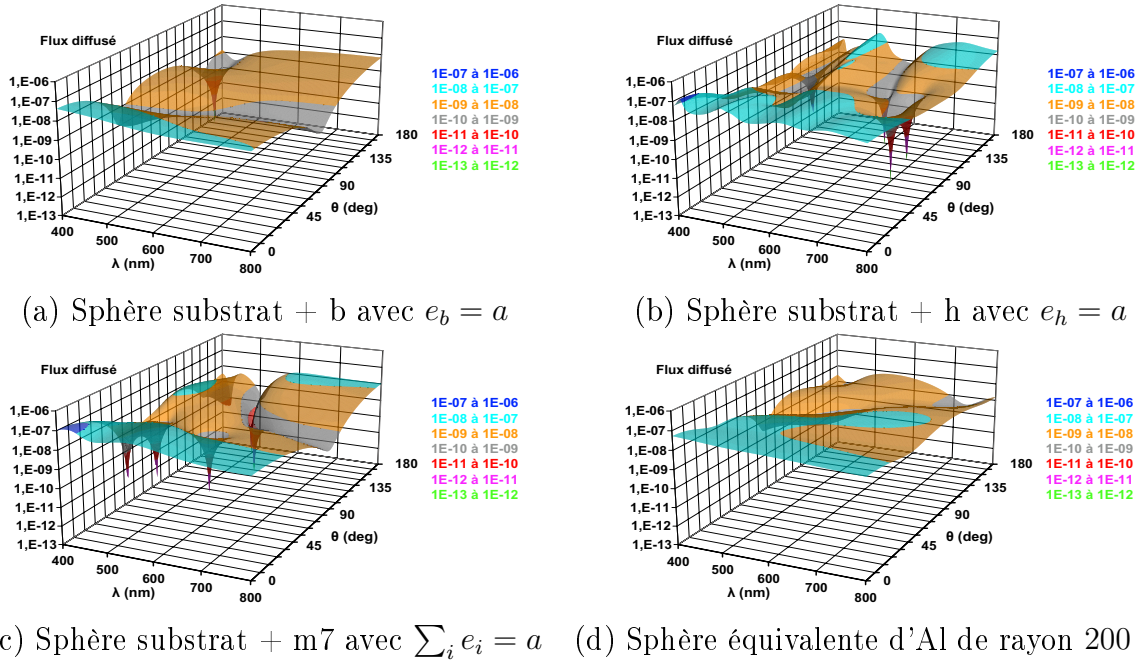 Flux diffusé
1,E-06
1,E-07
1,E-08
1,E-09
1,E-10
1,E-11
1,E-12
1,E-13
400
500
600
700
800
λ (nm)
0
45
90
135
180
θ (deg)
1E-07 à 1E-06
1E-08 à 1E-07
1E-09 à 1E-08
1E-10 à 1E-09
1E-11 à 1E-10
1E-12 à 1E-11
1E-13 à 1E-12
(a) Sphère substrat + b avec e_b = a
Flux diffusé
1,E-06
1,E-07
1,E-08
1,E-09
1,E-10
1,E-11
1,E-12
1,E-13
400
500
600
700
800
λ (nm)
0
45
90
135
180
θ (deg)
1E-07 à 1E-06
1E-08 à 1E-07
1E-09 à 1E-08
1E-10 à 1E-09
1E-11 à 1E-10
1E-12 à 1E-11
1E-13 à 1E-12
(b) Sphère substrat + h avec e_h = a
Flux diffusé
1,E-06
1,E-07
1,E-08
1,E-09
1,E-10
1,E-11
1,E-12
1,E-13
400
500
600
700
800
λ (nm)
0
45
90
135
180
θ (deg)
1E-07 à 1E-06
1E-08 à 1E-07
1E-09 à 1E-08
1E-10 à 1E-09
1E-11 à 1E-10
1E-12 à 1E-11
1E-13 à 1E-12
c) Sphère substrat + m7 avec ∑_i e_i = a
Flux diffusé
1,E-06
1,E-07
1,E-08
1,E-09
1,E-10
1,E-11
1,E-12
1,E-13
400
500
600
700
800
λ (nm)
0
45
90
135
180
θ (deg)
1E-07 à 1E-06
1E-08 à 1E-07
1E-09 à 1E-08
1E-10 à 1E-09
1E-11 à 1E-10
1E-12 à 1E-11
1E-13 à 1E-12
(d) Sphère équivalente d'Al de rayon 200